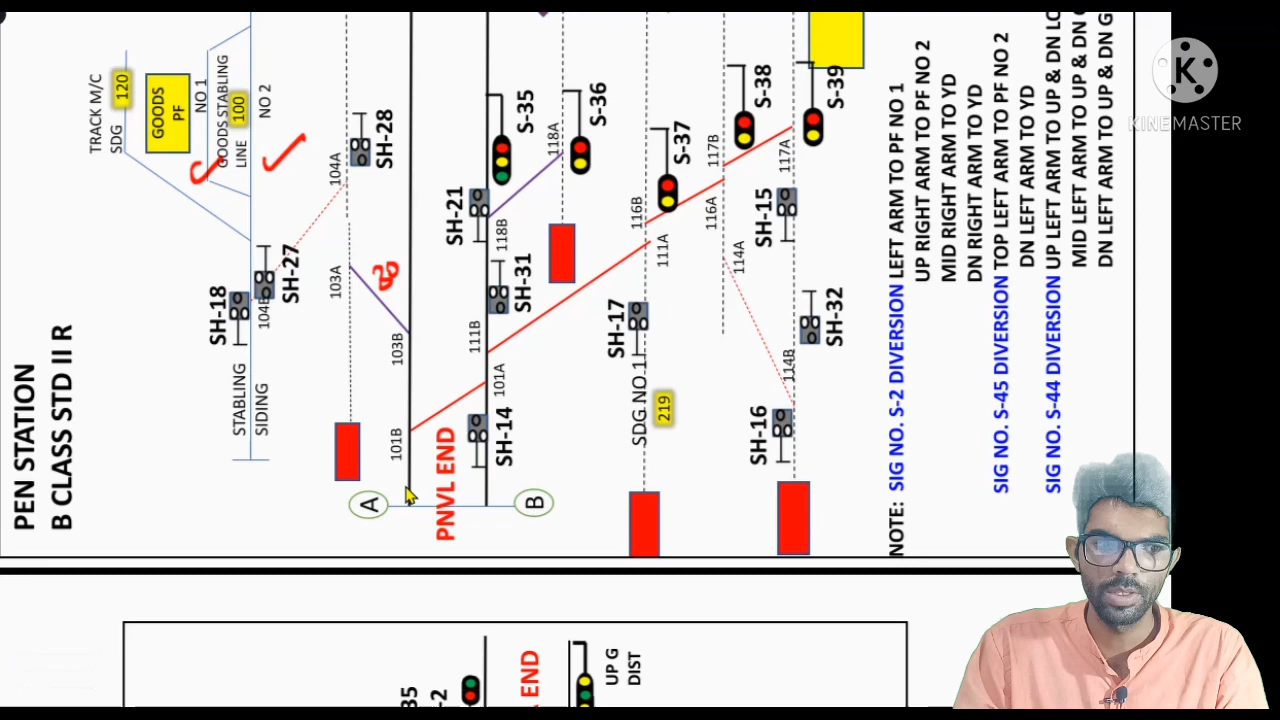 PEN STATION
B CLASS STD II R
TRACK M/C
SDG
120
GOODS
PF
NO 1
GOODS STABLING
LINE
100
NO 2
STABLING
SIDING
SH-18
104B
SH-27
104A
SH-28
103A
103B
101B
A
PNVL END
B
SH-21
118B
S-35
118A
S-36
SH-31
111B
101A
SH-14
SH-17
SDG NO 1
219
116B
111A
S-37
117B
116A
114A
S-38
117A
S-39
SH-15
SH-32
114B
SH-16
NOTE: SIG NO. S-2 DIVERSION LEFT ARM TO PF NO 1
UP RIGHT ARM TO PF NO 2
MID RIGHT ARM TO YD
DN RIGHT ARM TO YD
SIG NO. S-45 DIVERSION TOP LEFT ARM TO PF NO 2
DN LEFT ARM TO YD
SIG NO. S-44 DIVERSION UP LEFT ARM TO UP & DN LO
MID LEFT ARM TO UP & DN
DN LEFT ARM TO UP & DN G
K
KINEMASTER
35
-2
END
UP G
DIST